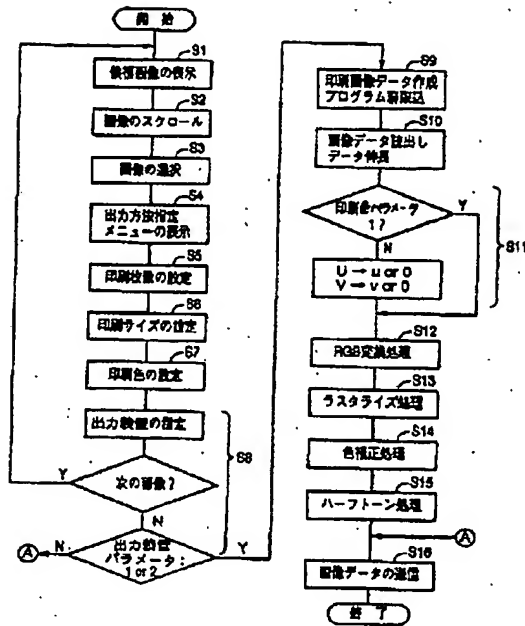 開 始
S1
候補画像の表示
S2
画像のスクロール
S3
画像の選択
S4
出力方法指定
メニューの表示
S5
印刷枚数の設定
S6
印刷サイズの設定
S7
印刷色の設定
出力装置の指定
S8
Y
次の画像?
N
A
N
出力装置
パラメータ:
1 or 2
Y
S9
印刷画像データ作成
プログラム
S10
画像データ読出し
データ伸長
印刷色パラメータ
1?
Y
N
S11
U → u or 0
V → v or 0
S12
RGB変換処理
S13
ラスタライズ処理
S14
色補正処理
S15
ハーフトーン処理
A
S16
画像データの送信
終 了